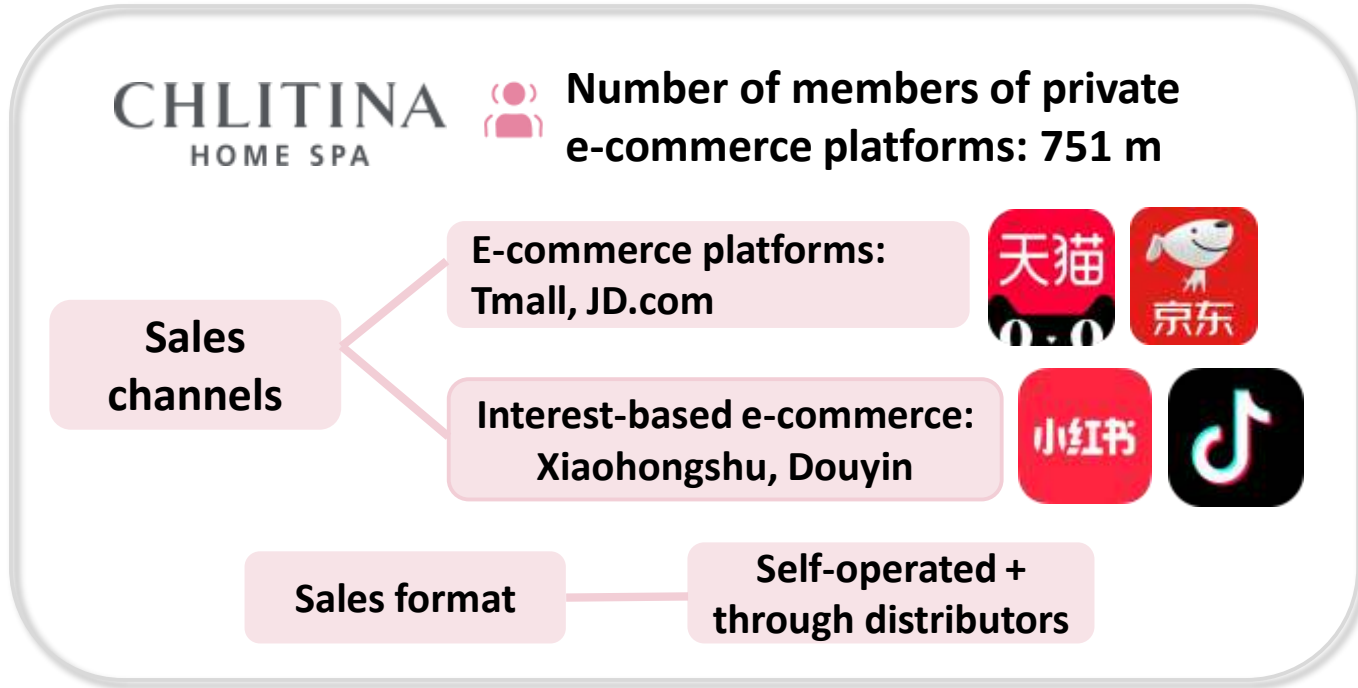 CHLITINA
HOME SPA
Number of members of private
e-commerce platforms: 751 m
Sales
channels
E-commerce platforms:
Tmall, JD.com
天猫
京东
Interest-based e-commerce:
Xiaohongshu, Douyin
小红书
Sales format
Self-operated +
through distributors